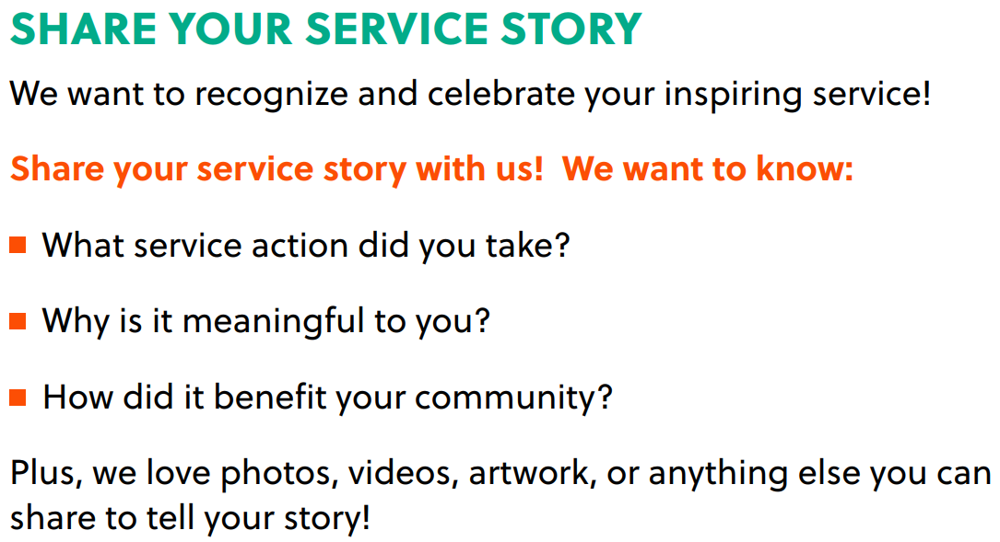 SHARE YOUR SERVICE STORY
We want to recognize and celebrate your inspiring service!
Share your service story with us!  We want to know:
■ What service action did you take?
■ Why is it meaningful to you?
■ How did it benefit your community?
Plus, we love photos, videos, artwork, or anything else you can
share to tell your story!